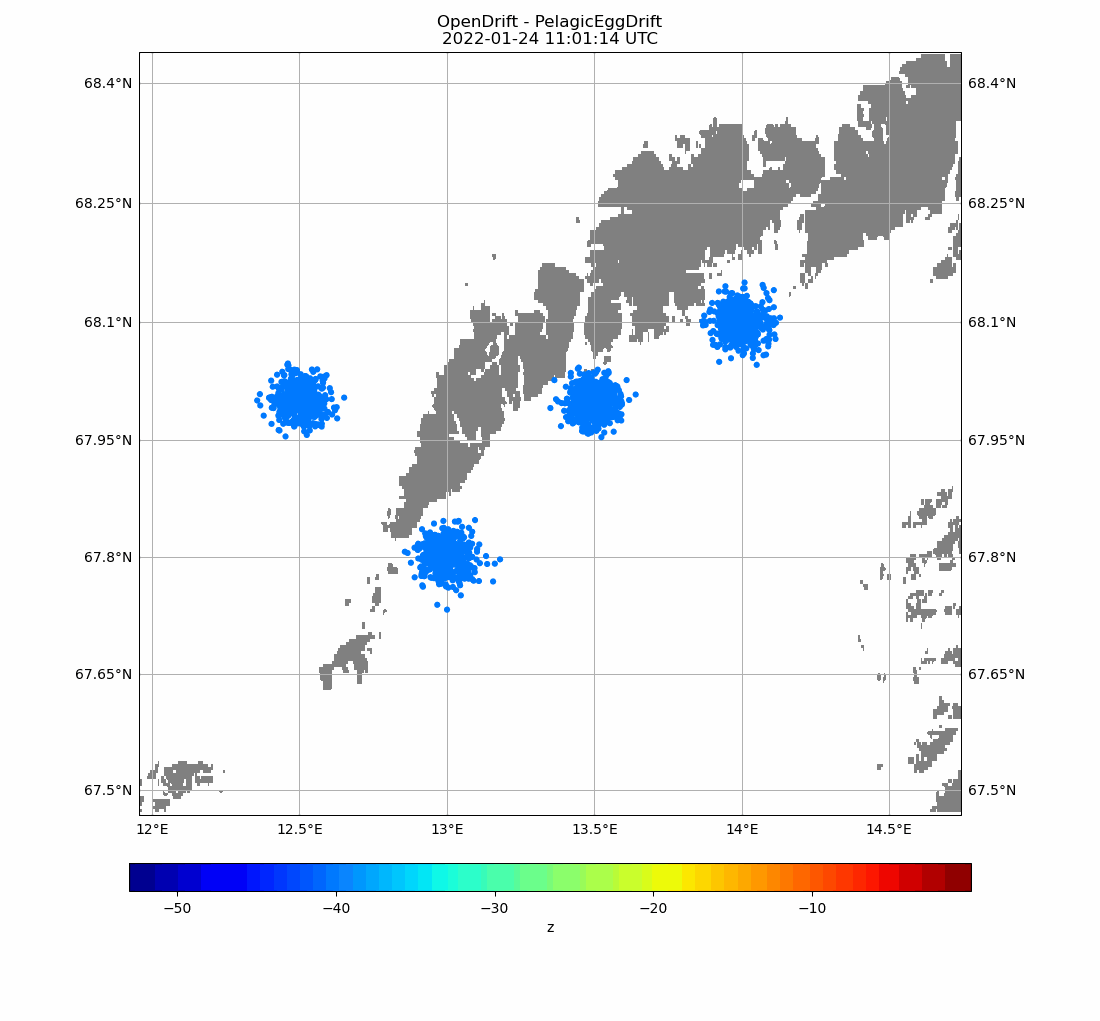 OpenDrift - PelagicEggDrift
2022-01-24 11:01:14 UTC
68.4°N 68.4°N
68.25°N 68.25°N
68.1°N 68.1°N
67.95°N 67.95°N
67.8°N 67.8°N
67.65°N 67.65°N
67.5°N 67.5°N
12°E 12.5°E 13°E 13.5°E 14°E 14.5°E
−50 −40 −30 −20 −10
z